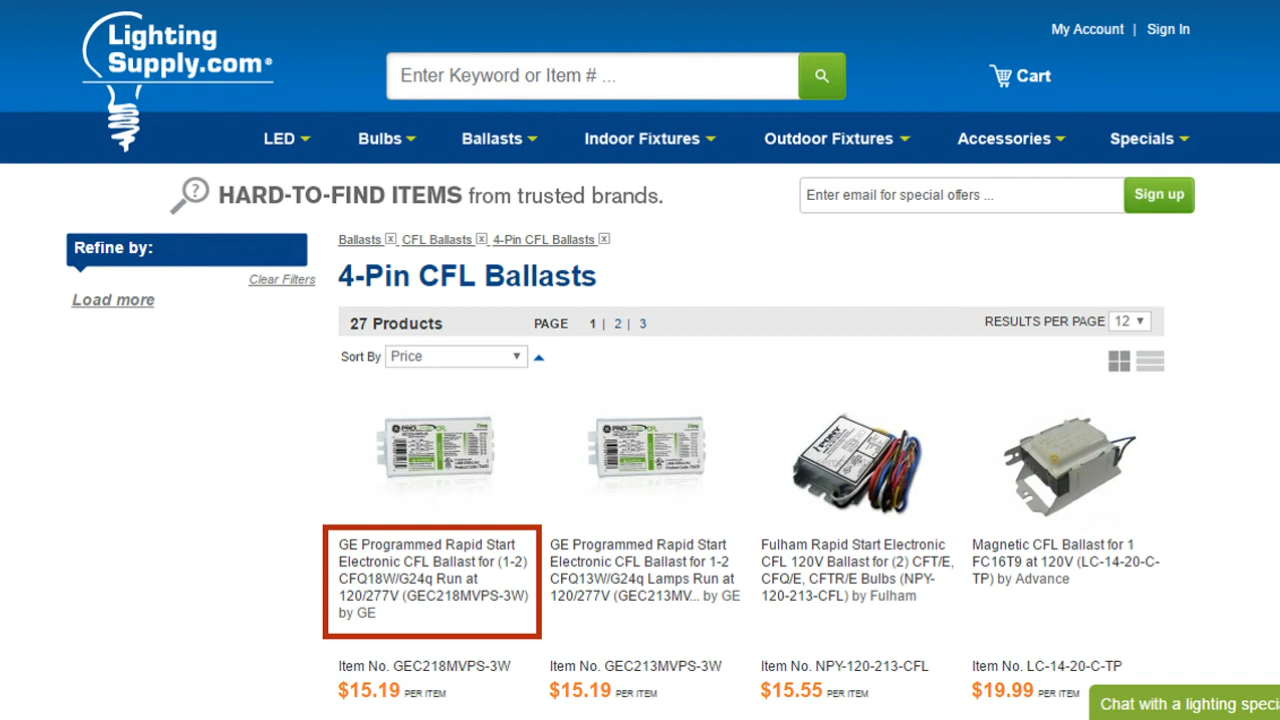 Lighting
Supply.com®
My Account | Sign In
Enter Keyword or Item # ...
Cart
LED Bulbs Ballasts Indoor Fixtures Outdoor Fixtures Accessories Specials
? HARD-TO-FIND ITEMS from trusted brands.
Enter email for special offers ... Sign up
Refine by:
Clear Filters
Load more
Ballasts x CFL Ballasts x 4-Pin CFL Ballasts x
4-Pin CFL Ballasts
27 Products PAGE 1 | 2 | 3 RESULTS PER PAGE 12
Sort By Price
GE Programmed Rapid Start
Electronic CFL Ballast for (1-2)
CFQ18W/G24q Run at
120/277V (GEC218MVPS-3W)
by GE
Item No. GEC218MVPS-3W
$15.19 PER ITEM
GE Programmed Rapid Start
Electronic CFL Ballast for 1-2
CFQ13W/G24q Lamps Run at
120/277V (GEC213MV... by GE
Item No. GEC213MVPS-3W
$15.19 PER ITEM
PONY
Fulham Rapid Start Electronic
CFL 120V Ballast for (2) CFT/E,
CFQ/E, CFTR/E Bulbs (NPY-
120-213-CFL) by Fulham
Item No. NPY-120-213-CFL
$15.55 PER ITEM
Magnetic CFL Ballast for 1
FC16T9 at 120V (LC-14-20-C-
TP) by Advance
Item No. LC-14-20-C-TP
$19.99 PER ITEM
Chat with a lighting speci